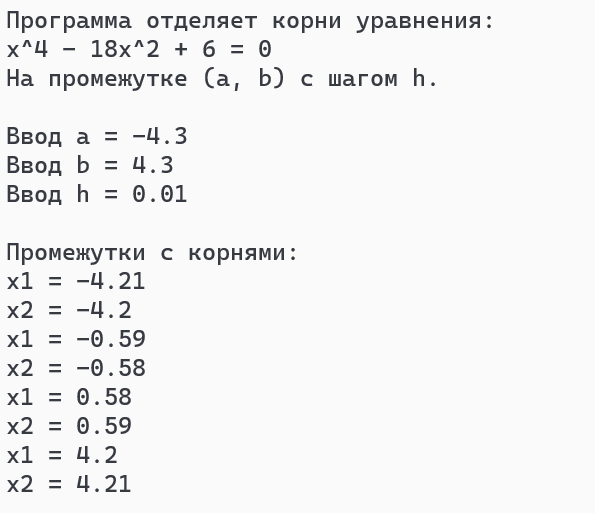 Программа отделяет корни уравнения:
x^4 − 18x^2 + 6 = 0
На промежутке (a, b) с шагом h.
Ввод a = −4.3
Ввод b = 4.3
Ввод h = 0.01
Промежутки с корнями:
x1 = −4.21
x2 = −4.2
x1 = −0.59
x2 = −0.58
x1 = 0.58
x2 = 0.59
x1 = 4.2
x2 = 4.21